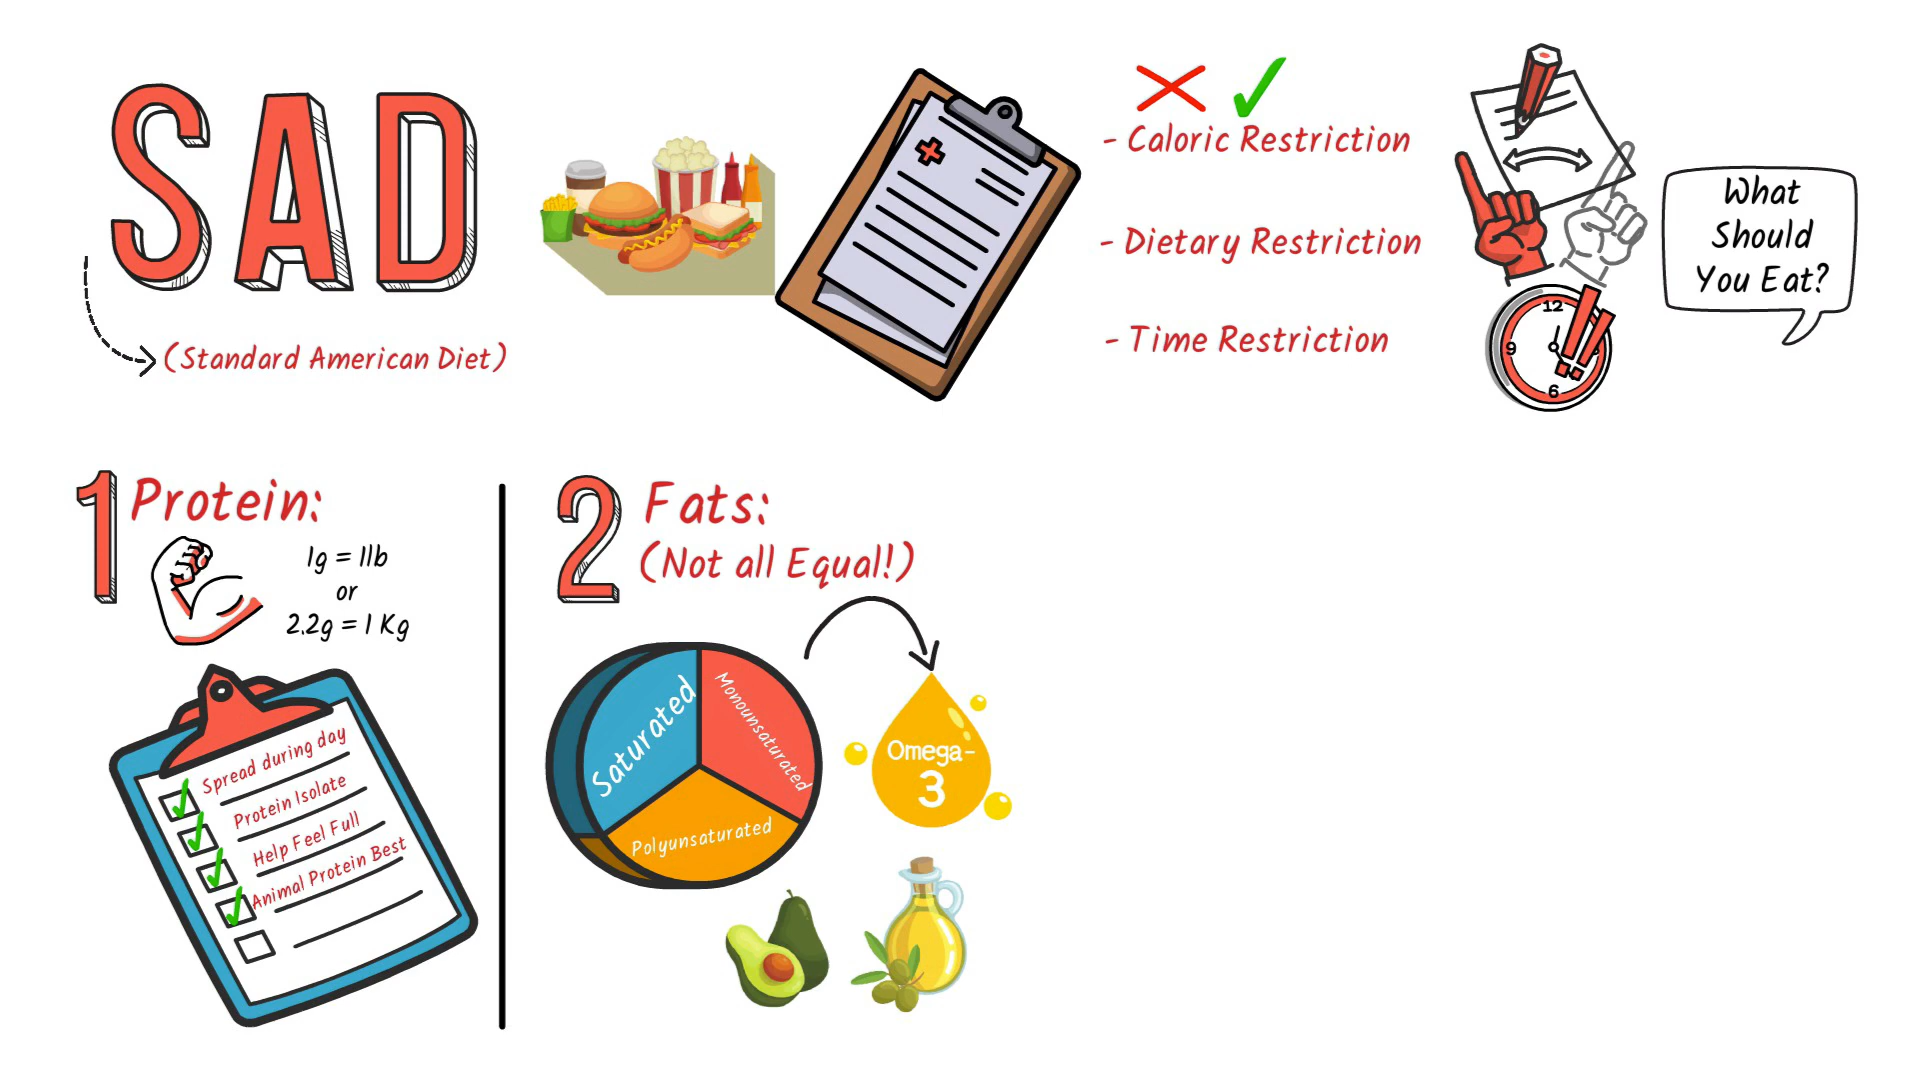 SAD
(Standard American Diet)
- Caloric Restriction
- Dietary Restriction
- Time Restriction
12
9
6
What
Should
You Eat?
1 Protein:
1g = 1lb
or
2.2g = 1 Kg
Spread during day
Protein Isolate
Help Feel Full
Animal Protein Best
2 Fats:
(Not all Equal!)
Saturated
Monounsaturated
Polyunsaturated
Omega-
3